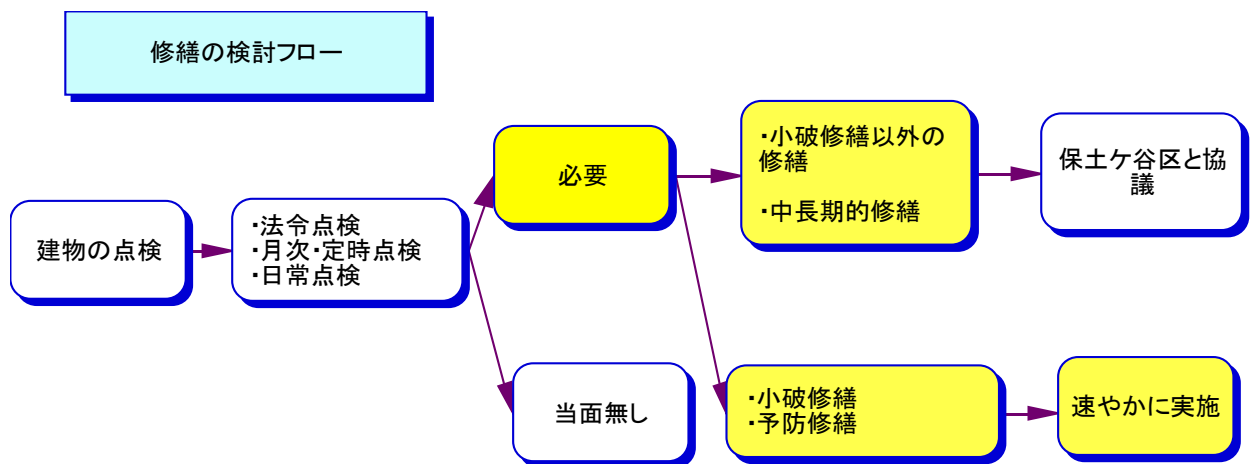 修繕の検討フロー
建物の点検
・法令点検
・月次・定時点検
・日常点検
必要
当面無し
・小破修繕以外の
修繕
・中長期的修繕
保土ケ谷区と協
議
・小破修繕
・予防修繕
速やかに実施